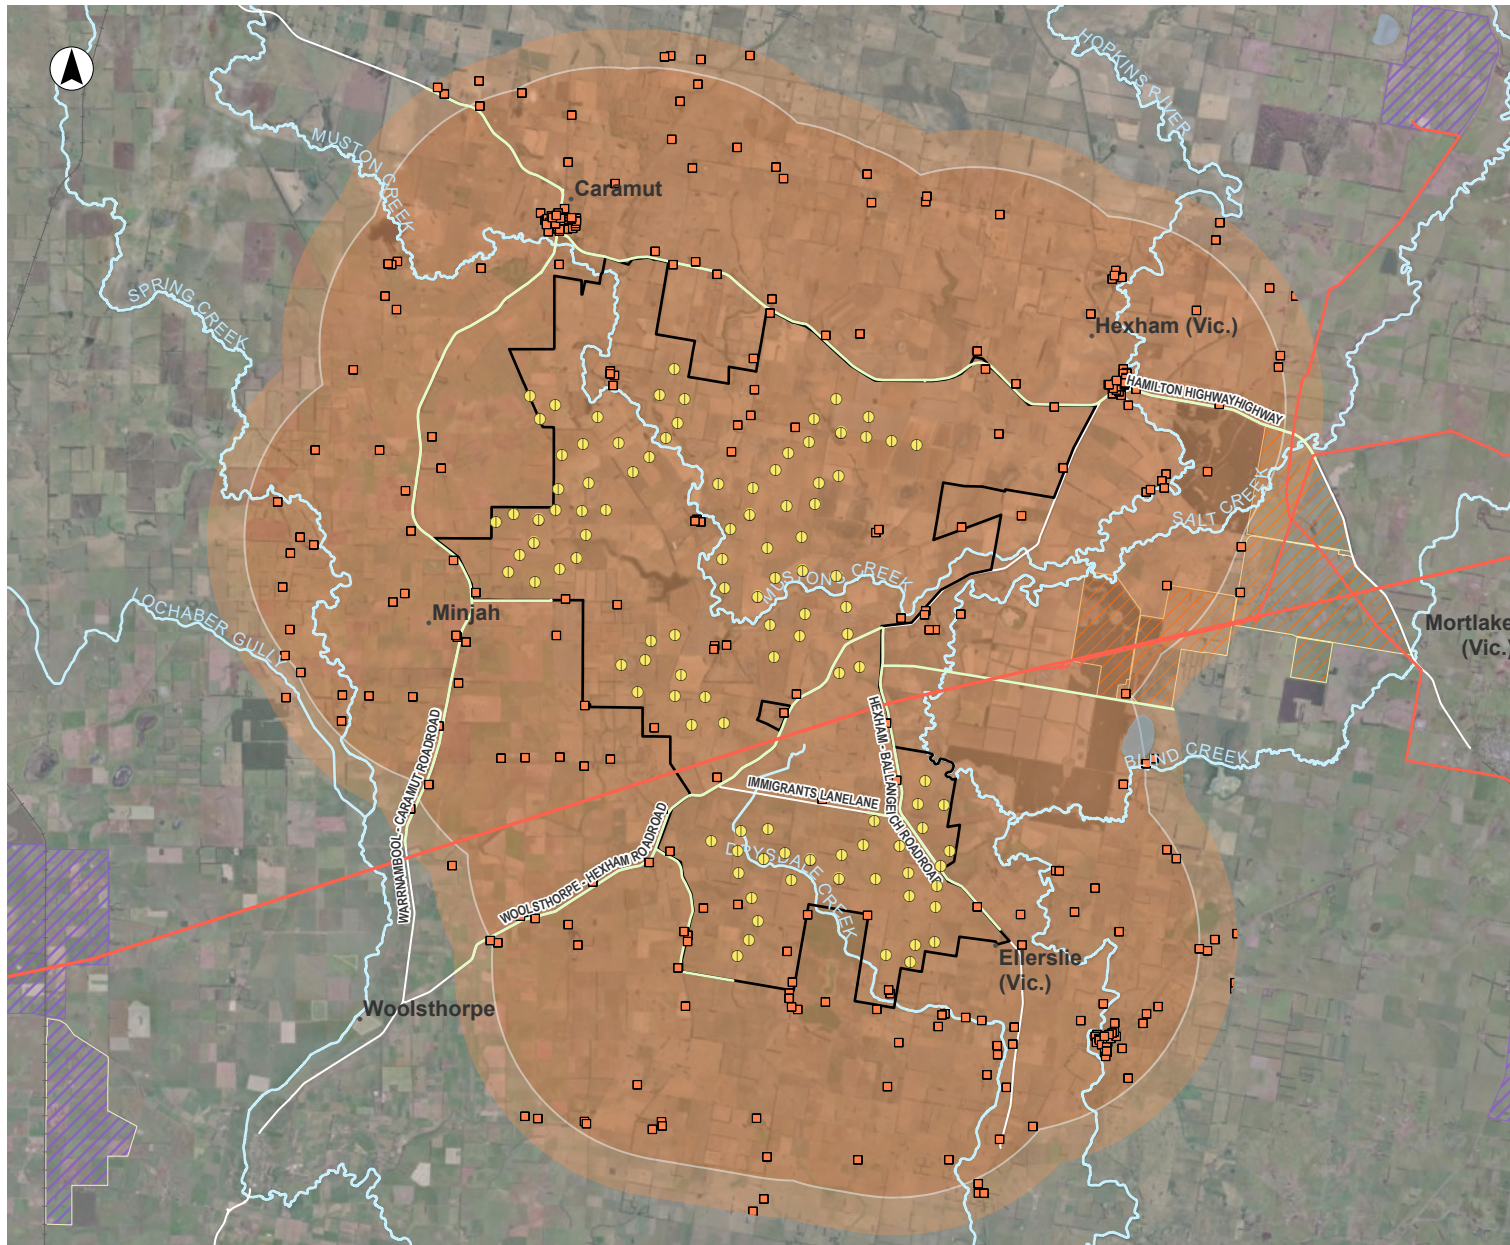 HOPKINS RIVER
MUSTON CREEK
Caramut
SPRING CREEK
Hexham (Vic.)
HAMILTON HIGHWAYHIGHWAY
SALT CREEK
MUSTON CREEK
LOCHABER GULLY
Minjah
Mortlake
(Vic.)
WARRNAMBOOL - CARAMUT ROADROAD
HEXHAM - BALLANGEICH ROADROAD
BLIND CREEK
IMMIGRANTS LANELANE
WOOLSTHORPE - HEXHAM ROADROAD
DRYSDALE CREEK
Ellerslie
(Vic.)
Woolsthorpe